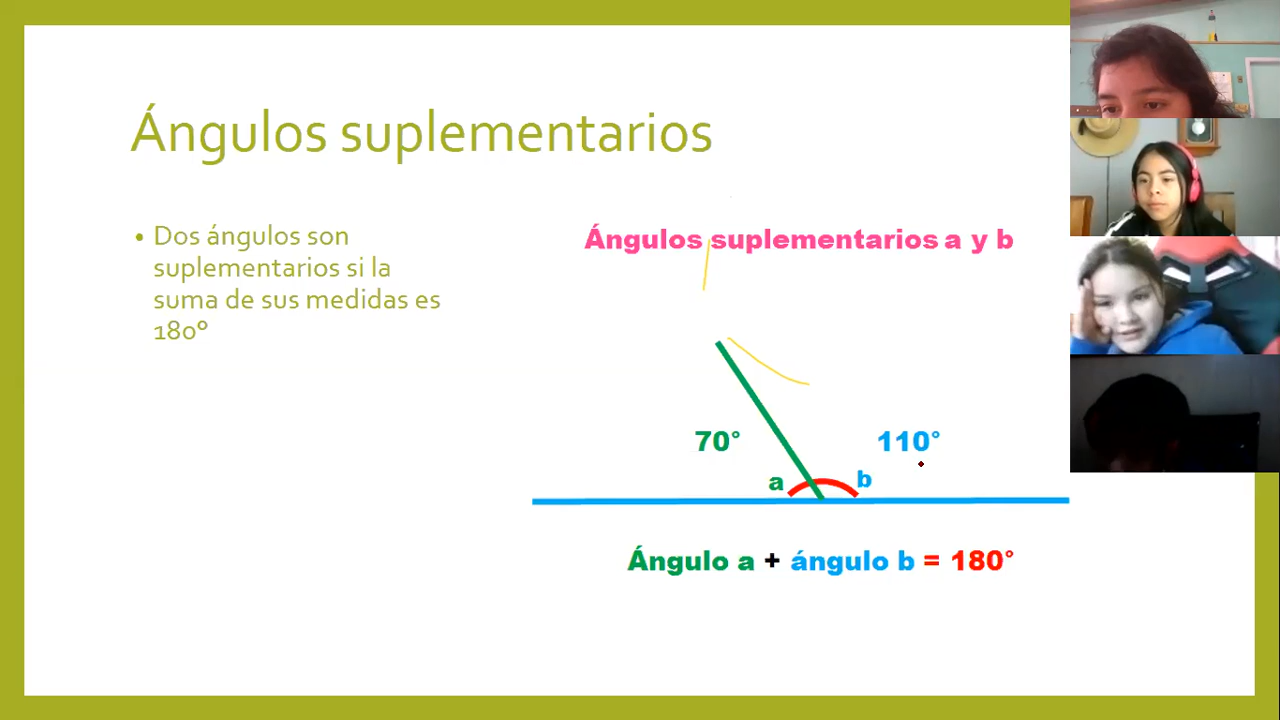 Ángulos suplementarios
• Dos ángulos son
suplementarios si la
suma de sus medidas es
180°
Ángulos suplementarios a y b
70°
110°
a
b
Ángulo a + ángulo b = 180°